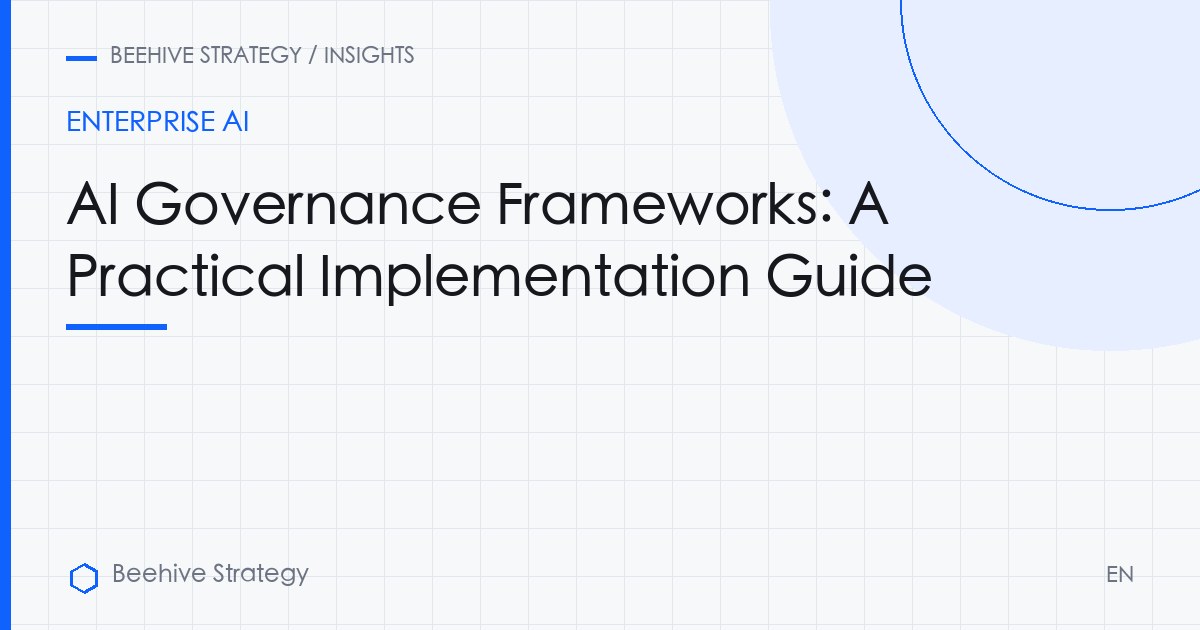 BEEHIVE STRATEGY / INSIGHTS
ENTERPRISE AI
AI Governance Frameworks: A
Practical Implementation Guide
Beehive Strategy
EN